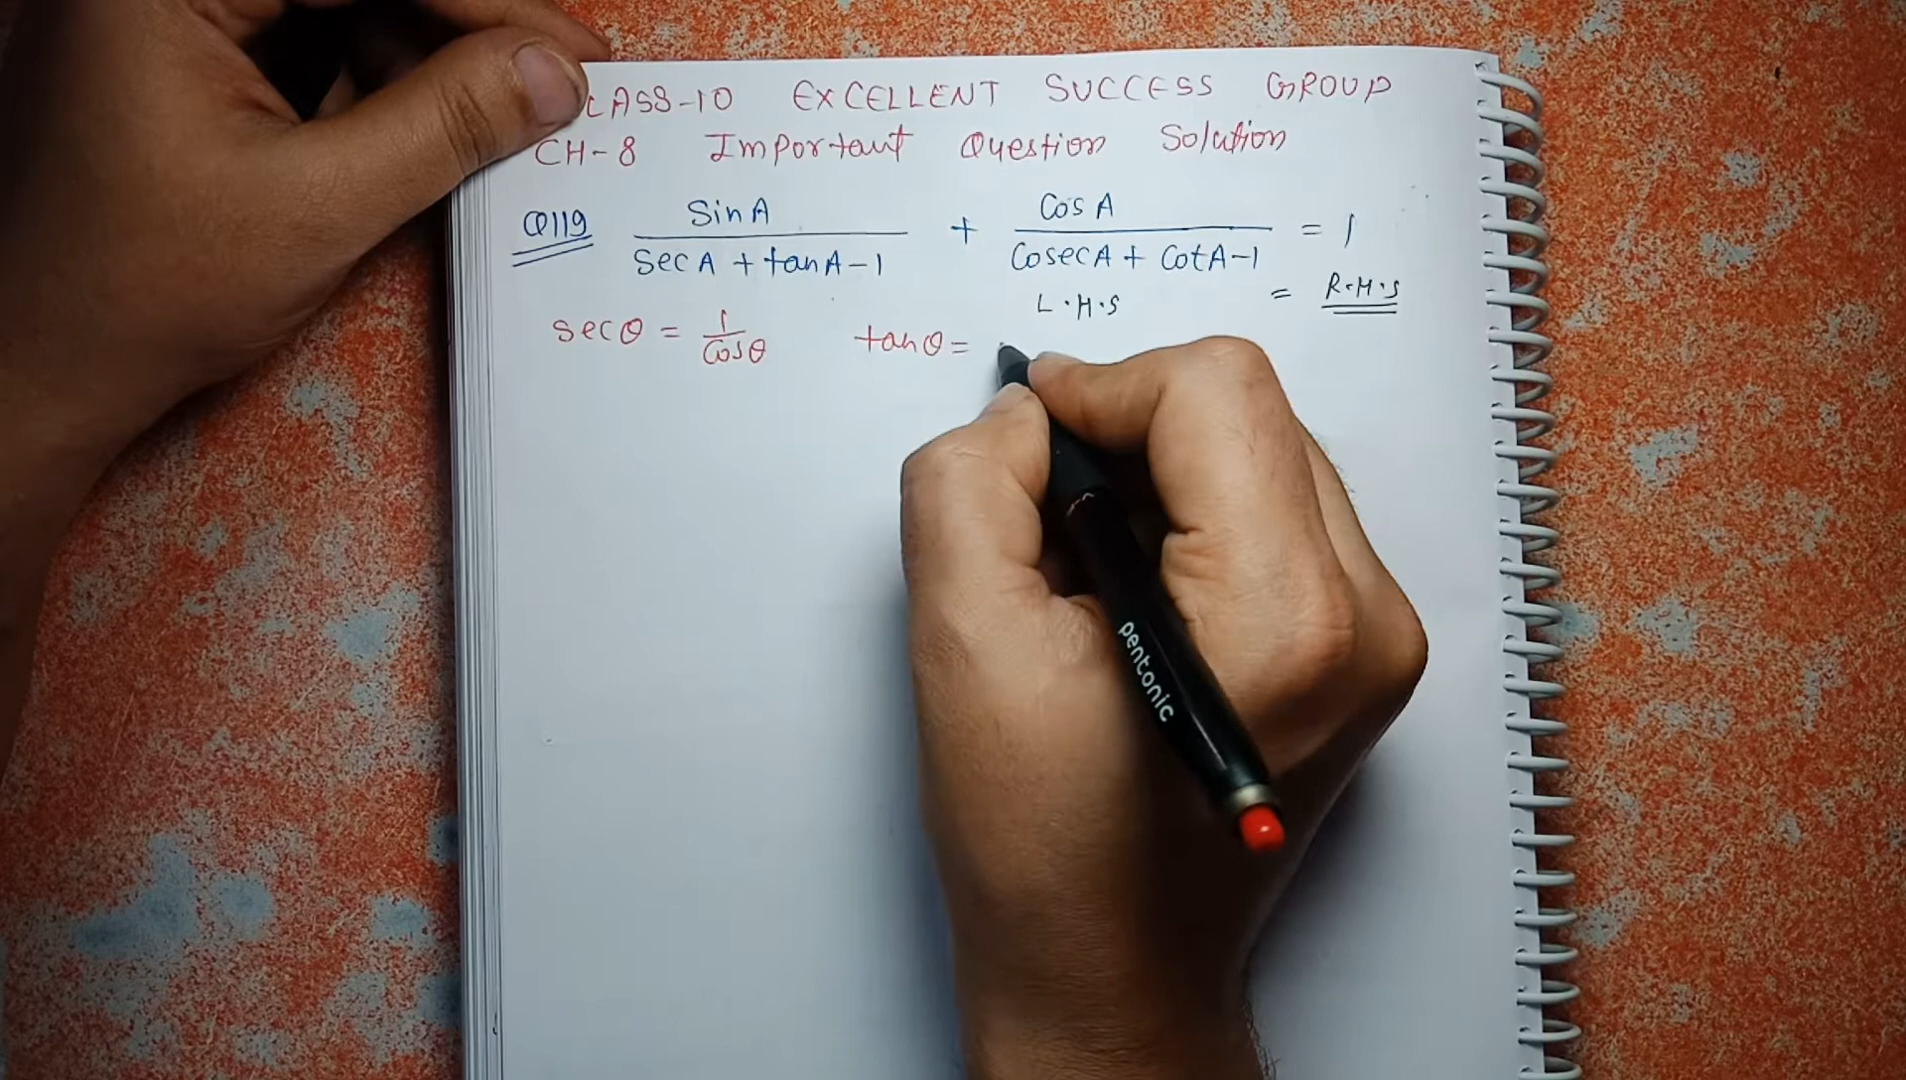 CLASS-10 EXCELLENT SUCCESS GROUP
CH-8 Important Question Solution
Q119 SinA / SecA + tanA-1 + CosA / CosecA + CotA-1 = 1
L.H.S = R.H.S
secθ = 1/Cosθ tanθ =
pentonic